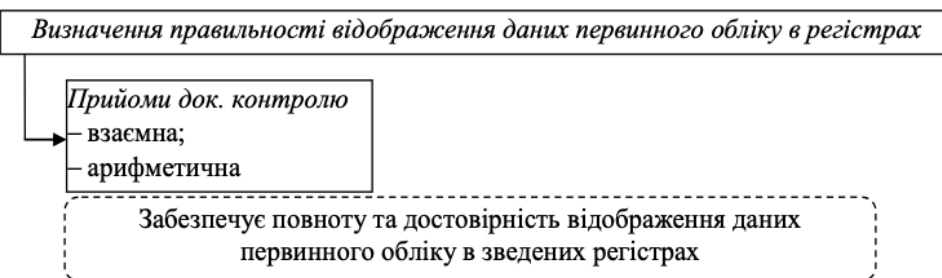 Визначення правильності відображення даних первинного обліку в регістрах
Прийоми док. контролю
– взаємна;
– арифметична
Забезпечує повноту та достовірність відображення даних
первинного обліку в зведених регістрах